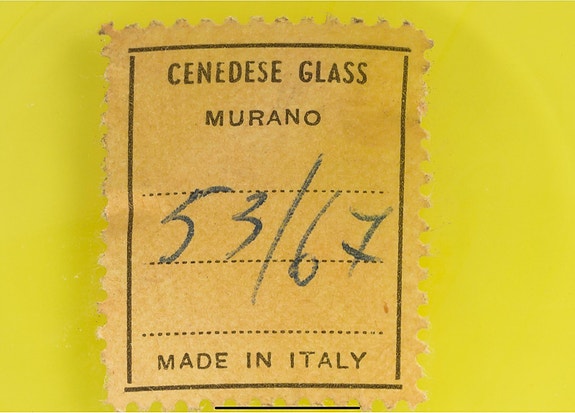 CENEDESE GLASS
MURANO
53/67
MADE IN ITALY